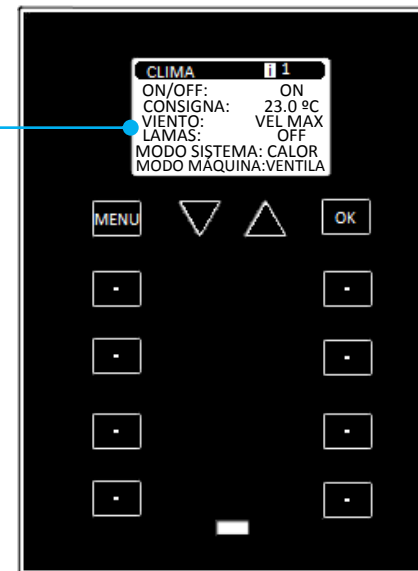 CLIMA i 1
ON/OFF: ON
CONSIGNA: 23.0 ºC
VIENTO: VEL MAX
LAMAS: OFF
MODO SISTEMA: CALOR
MODO MÁQUINA:VENTILA
MENU OK